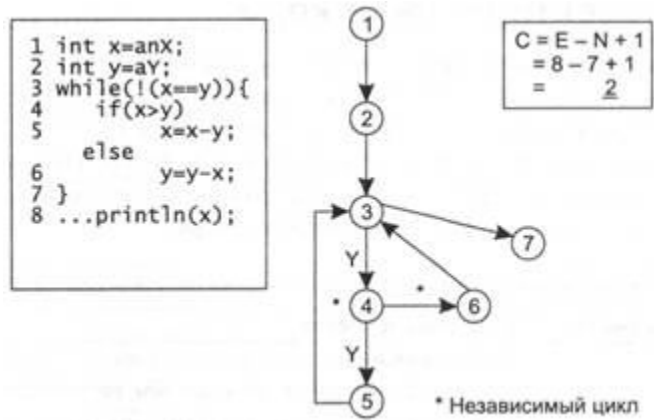 1 int x=anX;
2 int y=aY;
3 while(!(x==y)){
4 if(x>y)
5 x=x-y;
else
6 y=y-x;
7 }
8 ...println(x);
1
2
3
7
Y
* 4
*
6
Y
5
C = E – N + 1
= 8 – 7 + 1
= 2
* Независимый цикл